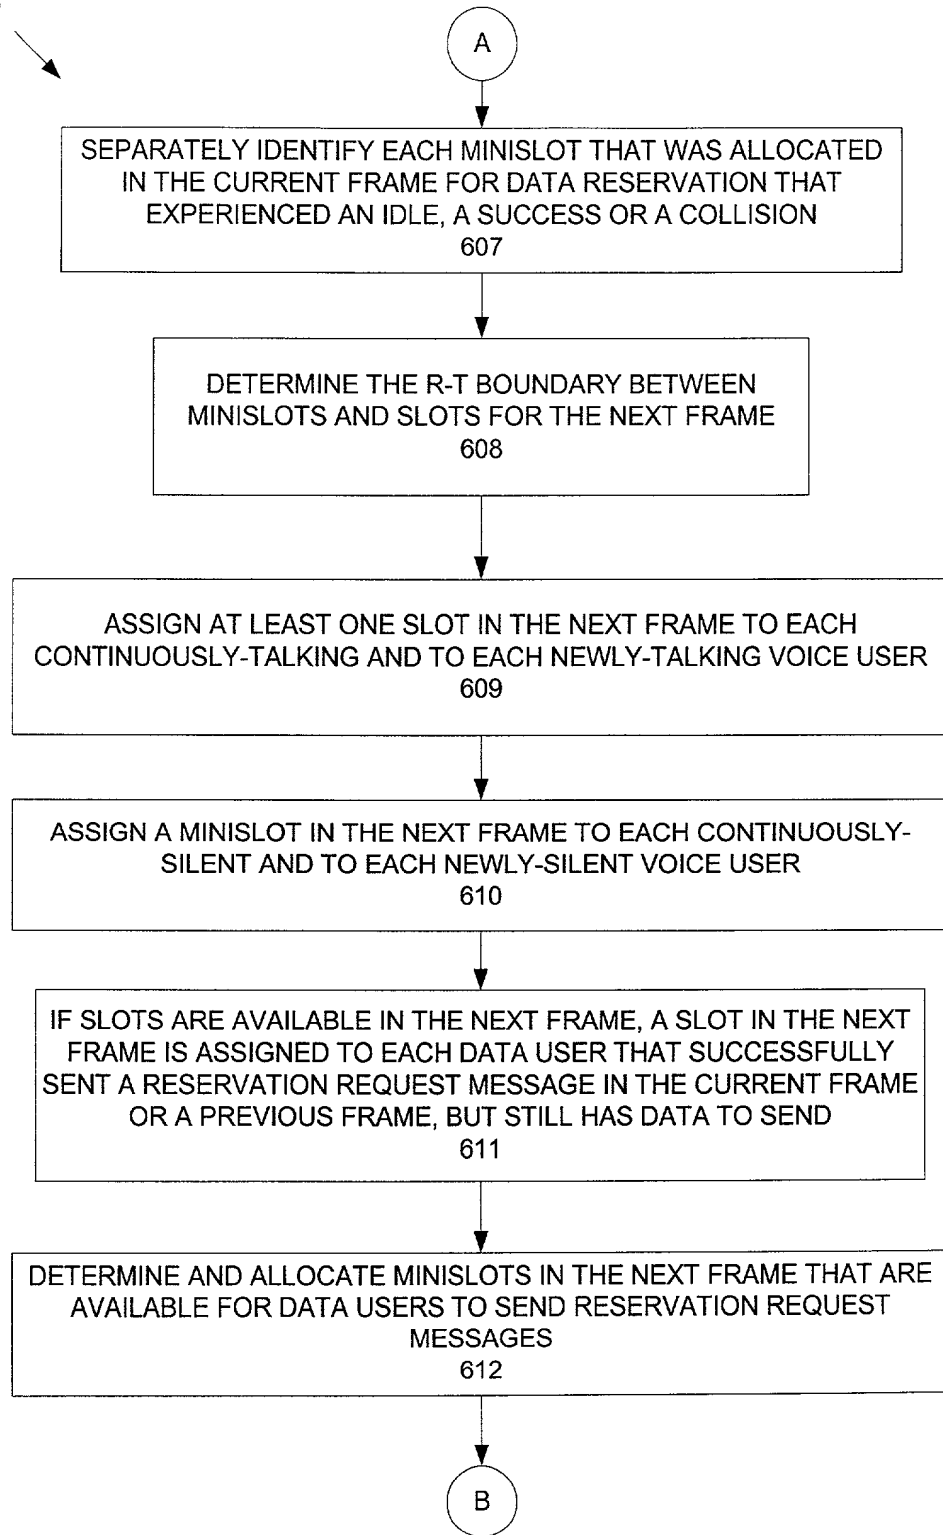 A
SEPARATELY IDENTIFY EACH MINISLOT THAT WAS ALLOCATED
IN THE CURRENT FRAME FOR DATA RESERVATION THAT
EXPERIENCED AN IDLE, A SUCCESS OR A COLLISION
607
DETERMINE THE R-T BOUNDARY BETWEEN
MINISLOTS AND SLOTS FOR THE NEXT FRAME
608
ASSIGN AT LEAST ONE SLOT IN THE NEXT FRAME TO EACH
CONTINUOUSLY-TALKING AND TO EACH NEWLY-TALKING VOICE USER
609
ASSIGN A MINISLOT IN THE NEXT FRAME TO EACH CONTINUOUSLY-
SILENT AND TO EACH NEWLY-SILENT VOICE USER
610
IF SLOTS ARE AVAILABLE IN THE NEXT FRAME, A SLOT IN THE NEXT
FRAME IS ASSIGNED TO EACH DATA USER THAT SUCCESSFULLY
SENT A RESERVATION REQUEST MESSAGE IN THE CURRENT FRAME
OR A PREVIOUS FRAME, BUT STILL HAS DATA TO SEND
611
DETERMINE AND ALLOCATE MINISLOTS IN THE NEXT FRAME THAT ARE
AVAILABLE FOR DATA USERS TO SEND RESERVATION REQUEST
MESSAGES
612
B